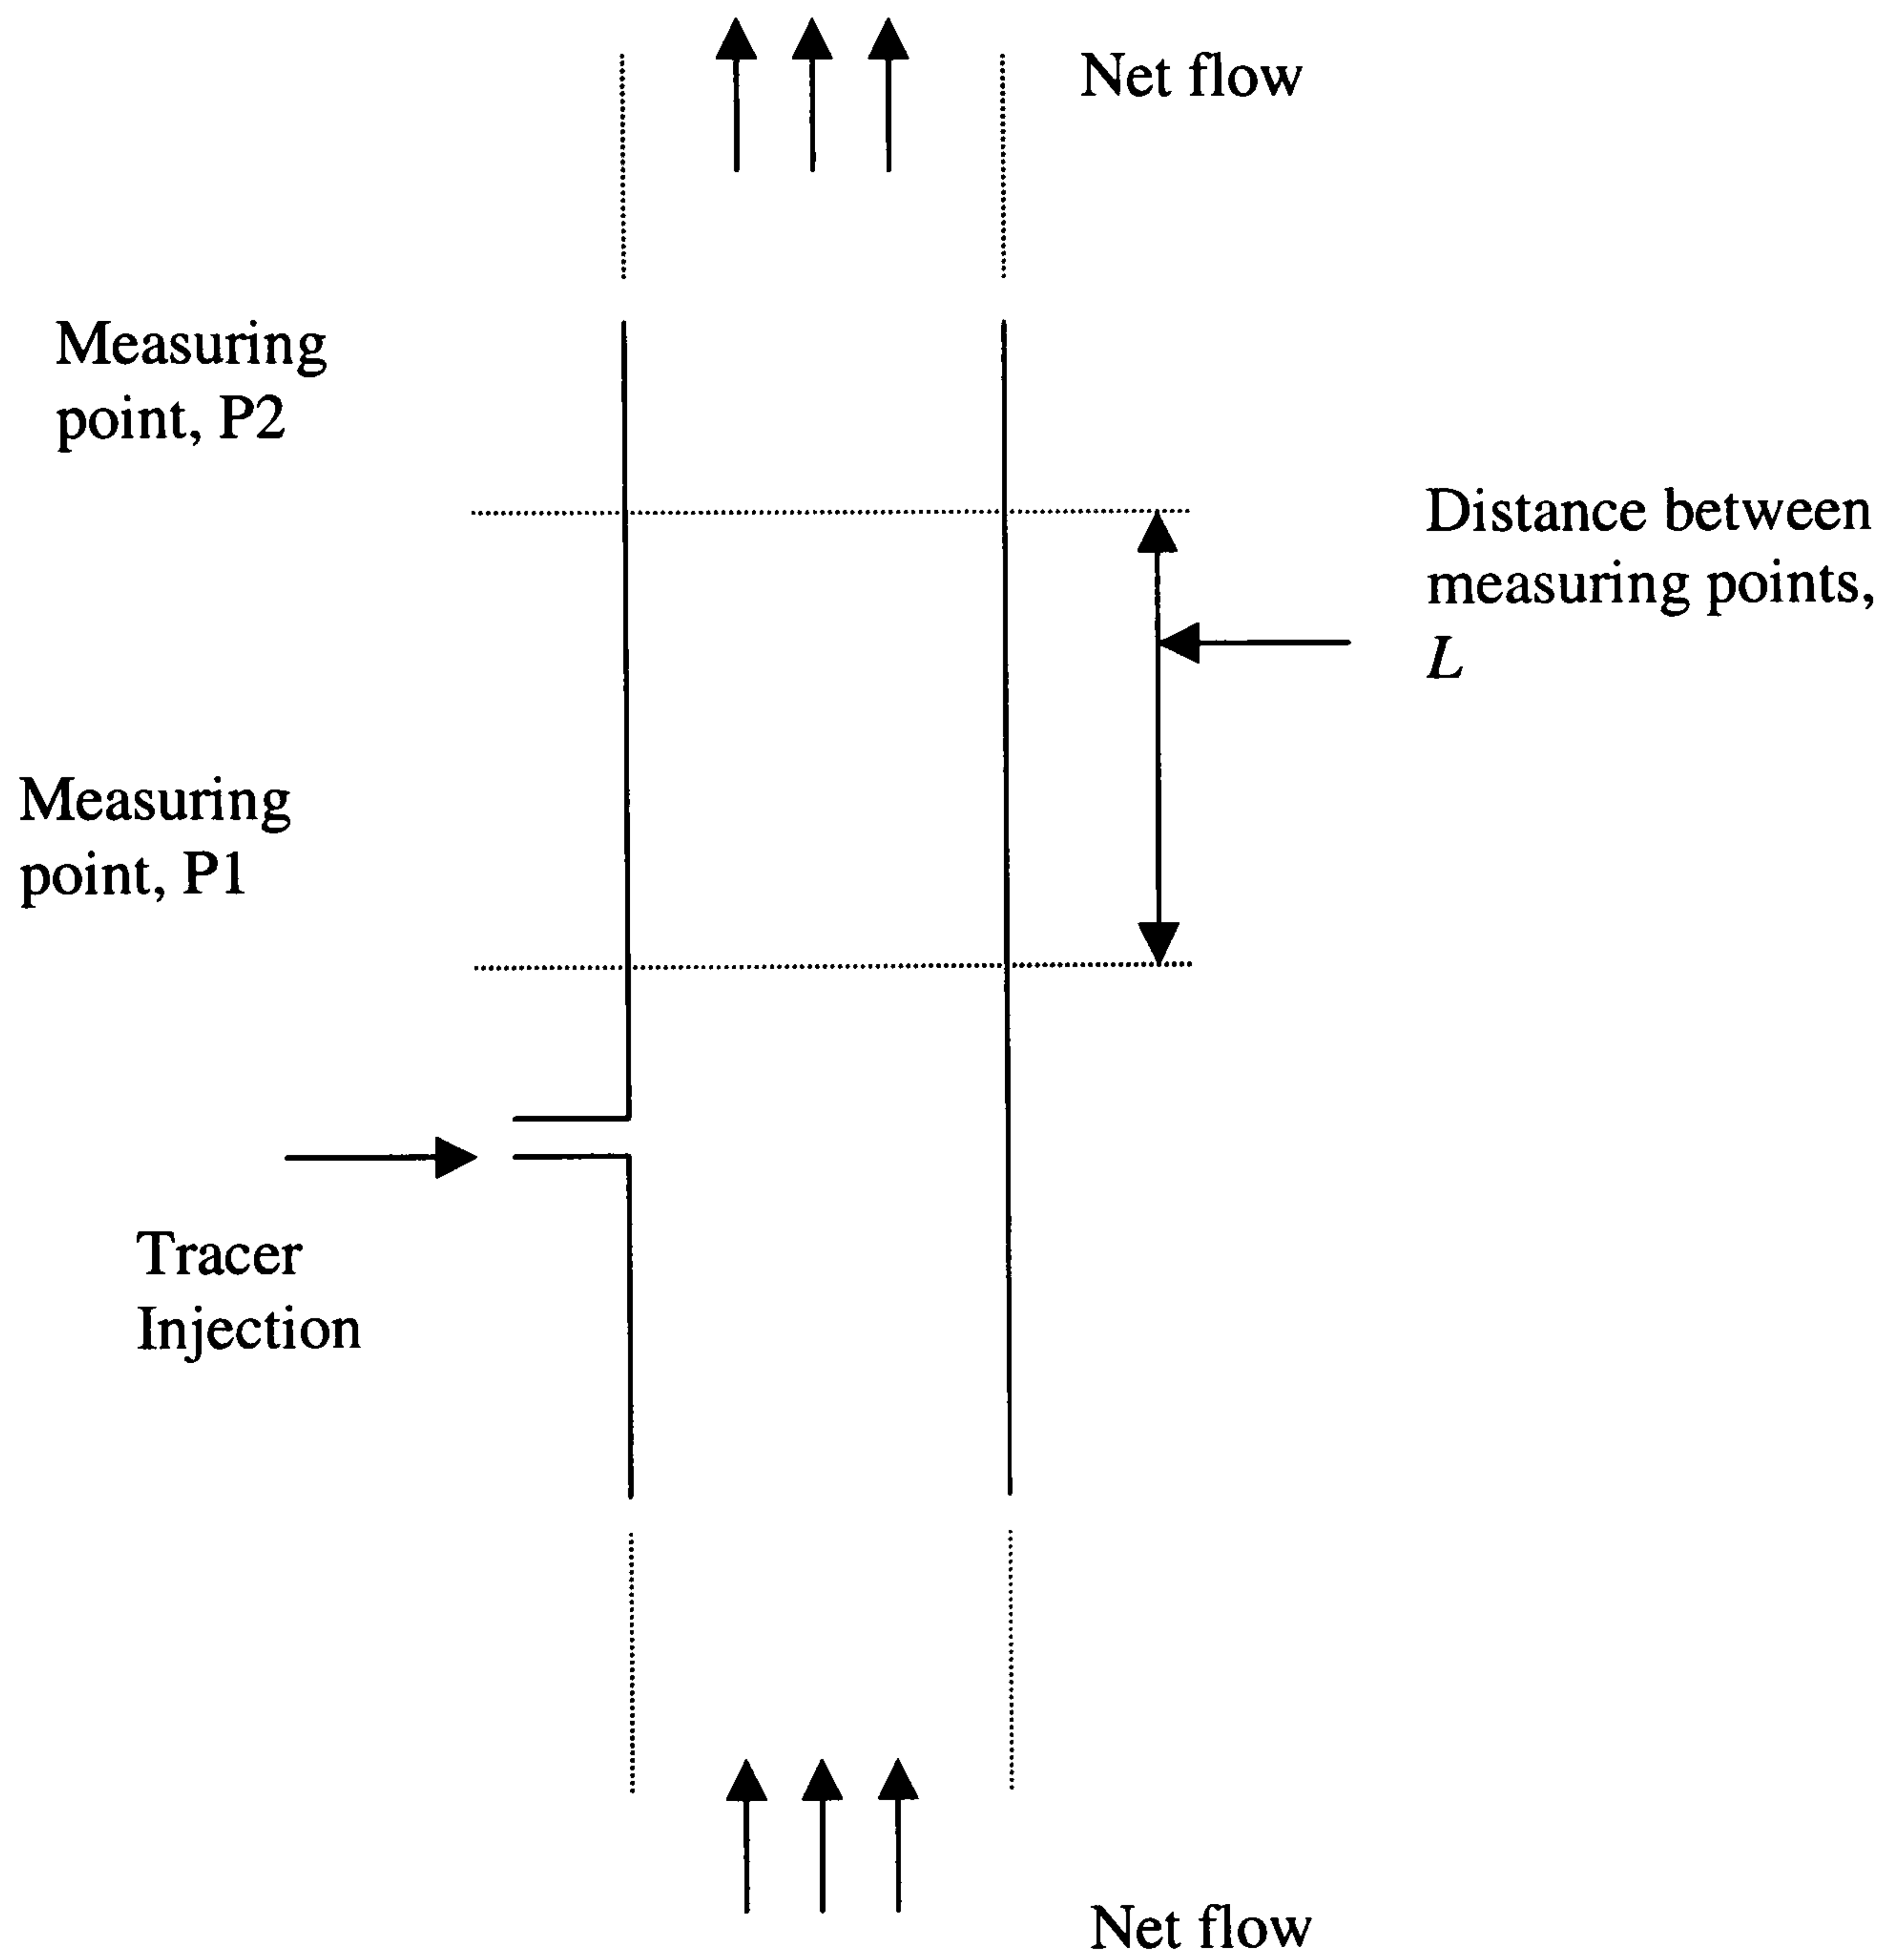 Net flow
Measuring
point, P2
Distance between
measuring points,
L
Measuring
point, P1
Tracer
Injection
Net flow